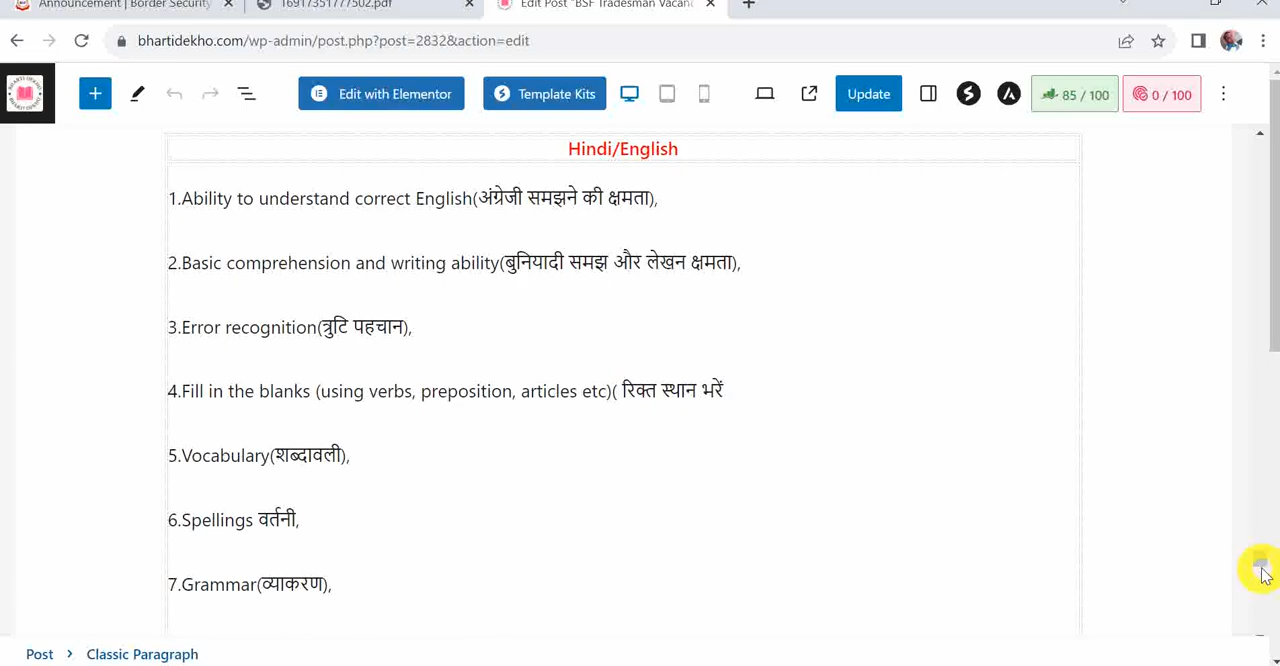 Announcement | Border Security
16917351777502.pdf
Edit Post "BSF Tradesman Vacanc
bhartidekho.com/wp-admin/post.php?post=2832&action=edit
Edit with Elementor
Template Kits
Update
85 / 100
0 / 100
Hindi/English
1.Ability to understand correct English(अंग्रेजी समझने की क्षमता),
2.Basic comprehension and writing ability(बुनियादी समझ और लेखन क्षमता),
3.Error recognition(त्रुटि पहचान),
4.Fill in the blanks (using verbs, preposition, articles etc)( रिक्त स्थान भरें
5.Vocabulary(शब्दावली),
6.Spellings वर्तनी,
7.Grammar(व्याकरण),
Post > Classic Paragraph